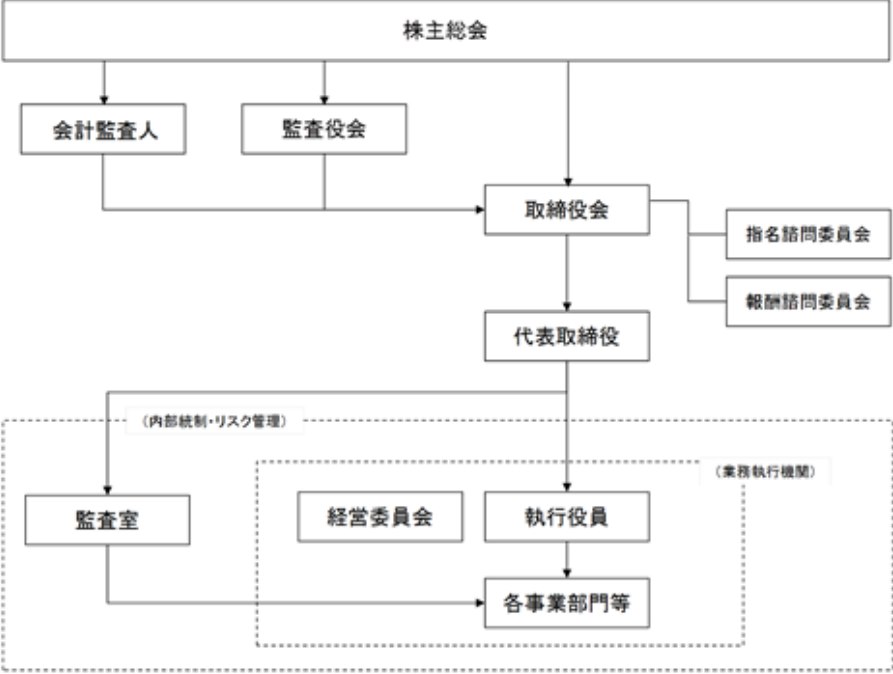 株主総会
会計監査人
監査役会
取締役会
指名諮問委員会
報酬諮問委員会
代表取締役
（内部統制・リスク管理）
（業務執行機関）
監査室
経営委員会
執行役員
各事業部門等